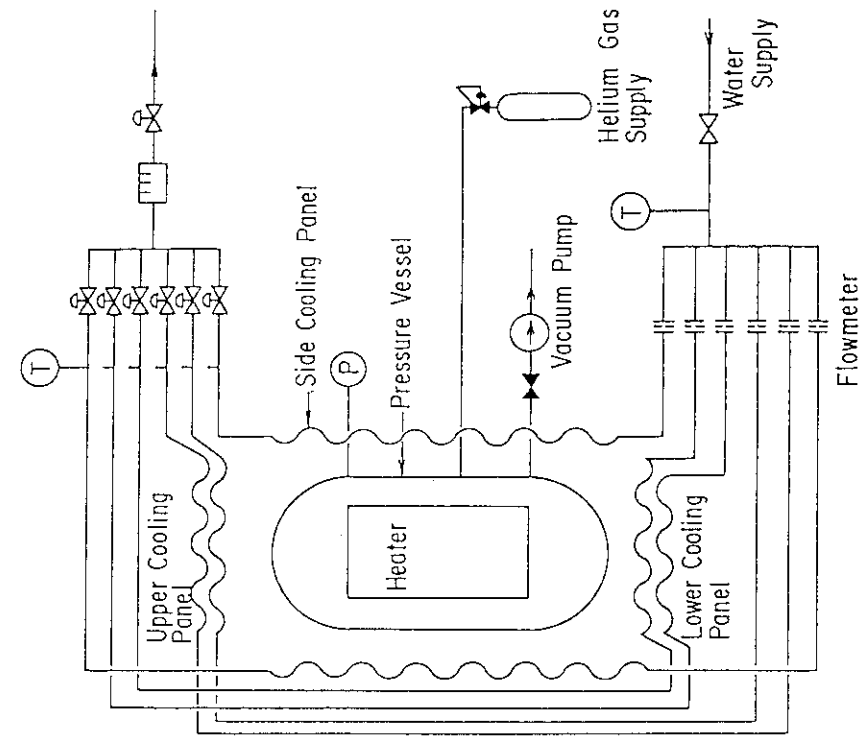 T
Side Cooling Panel
P
Pressure Vessel
Upper Cooling
Panel
Heater
Lower Cooling
Panel
Vacuum Pump
Helium Gas
Supply
T
Water
Supply
Flowmeter